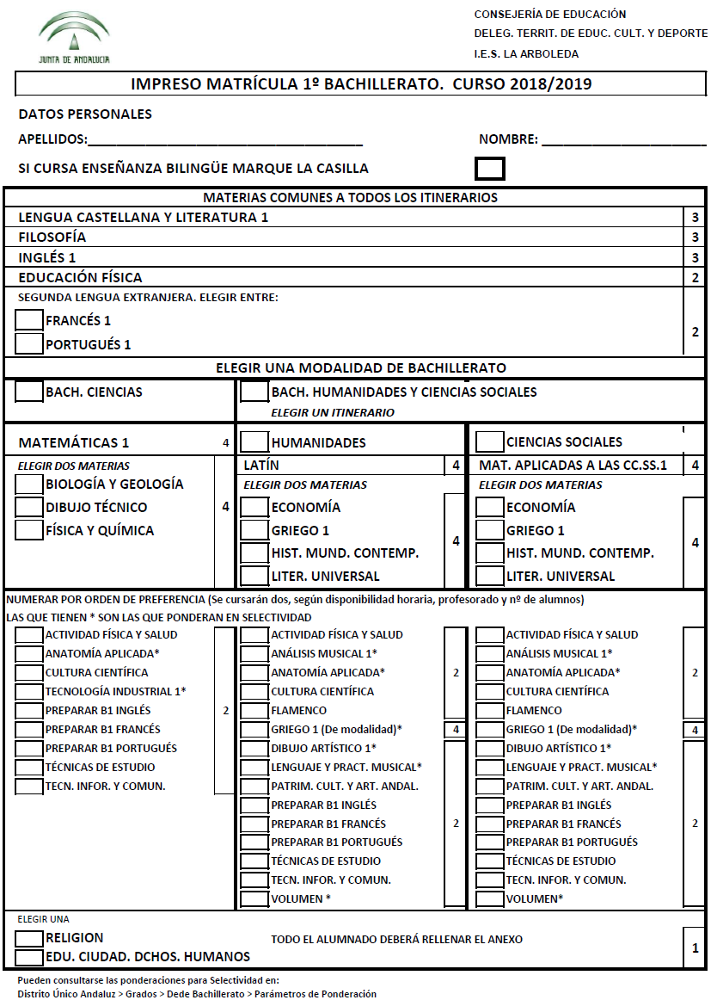 JUNTA DE ANDALUCIA
CONSEJERÍA DE EDUCACIÓN
DELEG. TERRIT. DE EDUC. CULT. Y DEPORTE
I.E.S. LA ARBOLEDA
IMPRESO MATRÍCULA 1º BACHILLERATO. CURSO 2018/2019
DATOS PERSONALES
APELLIDOS:______________________________________ NOMBRE: _______________________
SI CURSA ENSEÑANZA BILINGÜE MARQUE LA CASILLA
MATERIAS COMUNES A TODOS LOS ITINERARIOS
LENGUA CASTELLANA Y LITERATURA 1 3
FILOSOFÍA 3
INGLÉS 1 3
EDUCACIÓN FÍSICA 2
SEGUNDA LENGUA EXTRANJERA. ELEGIR ENTRE:
FRANCÉS 1
2
PORTUGUÉS 1
ELEGIR UNA MODALIDAD DE BACHILLERATO
BACH. CIENCIAS
BACH. HUMANIDADES Y CIENCIAS SOCIALES
ELEGIR UN ITINERARIO
MATEMÁTICAS 1 4
ELEGIR DOS MATERIAS
BIOLOGÍA Y GEOLOGÍA
DIBUJO TÉCNICO 4
FÍSICA Y QUÍMICA
HUMANIDADES
LATÍN 4
ELEGIR DOS MATERIAS
ECONOMÍA
GRIEGO 1
4
HIST. MUND. CONTEMP.
LITER. UNIVERSAL
CIENCIAS SOCIALES
MAT. APLICADAS A LAS CC.SS.1 4
ELEGIR DOS MATERIAS
ECONOMÍA
GRIEGO 1
4
HIST. MUND. CONTEMP.
LITER. UNIVERSAL
NUMERAR POR ORDEN DE PREFERENCIA (Se cursarán dos, según disponibilidad horaria, profesorado y nº de alumnos)
LAS QUE TIENEN * SON LAS QUE PONDERAN EN SELECTIVIDAD
ACTIVIDAD FÍSICA Y SALUD
ANATOMÍA APLICADA*
CULTURA CIENTÍFICA
TECNOLOGÍA INDUSTRIAL 1*
PREPARAR B1 INGLÉS 2
PREPARAR B1 FRANCÉS
PREPARAR B1 PORTUGUÉS
TÉCNICAS DE ESTUDIO
TECN. INFOR. Y COMUN.
ACTIVIDAD FÍSICA Y SALUD
ANÁLISIS MUSICAL 1*
ANATOMÍA APLICADA* 2
CULTURA CIENTÍFICA
FLAMENCO
GRIEGO 1 (De modalidad)* 4
DIBUJO ARTÍSTICO 1*
LENGUAJE Y PRACT. MUSICAL*
PATRIM. CULT. Y ART. ANDAL.
PREPARAR B1 INGLÉS
PREPARAR B1 FRANCÉS 2
PREPARAR B1 PORTUGUÉS
TÉCNICAS DE ESTUDIO
TECN. INFOR. Y COMUN.
VOLUMEN *
ACTIVIDAD FÍSICA Y SALUD
ANÁLISIS MUSICAL 1*
ANATOMÍA APLICADA* 2
CULTURA CIENTÍFICA
FLAMENCO
GRIEGO 1 (De modalidad)* 4
DIBUJO ARTÍSTICO 1*
LENGUAJE Y PRACT. MUSICAL*
PATRIM. CULT. Y ART. ANDAL.
PREPARAR B1 INGLÉS
PREPARAR B1 FRANCÉS 2
PREPARAR B1 PORTUGUÉS
TÉCNICAS DE ESTUDIO
TECN. INFOR. Y COMUN.
VOLUMEN*
ELEGIR UNA
RELIGION TODO EL ALUMNADO DEBERÁ RELLENAR EL ANEXO
1
EDU. CIUDAD. DCHOS. HUMANOS
Pueden consultarse las ponderaciones para Selectividad en:
Distrito Único Andaluz > Grados > Dede Bachillerato > Parámetros de Ponderación